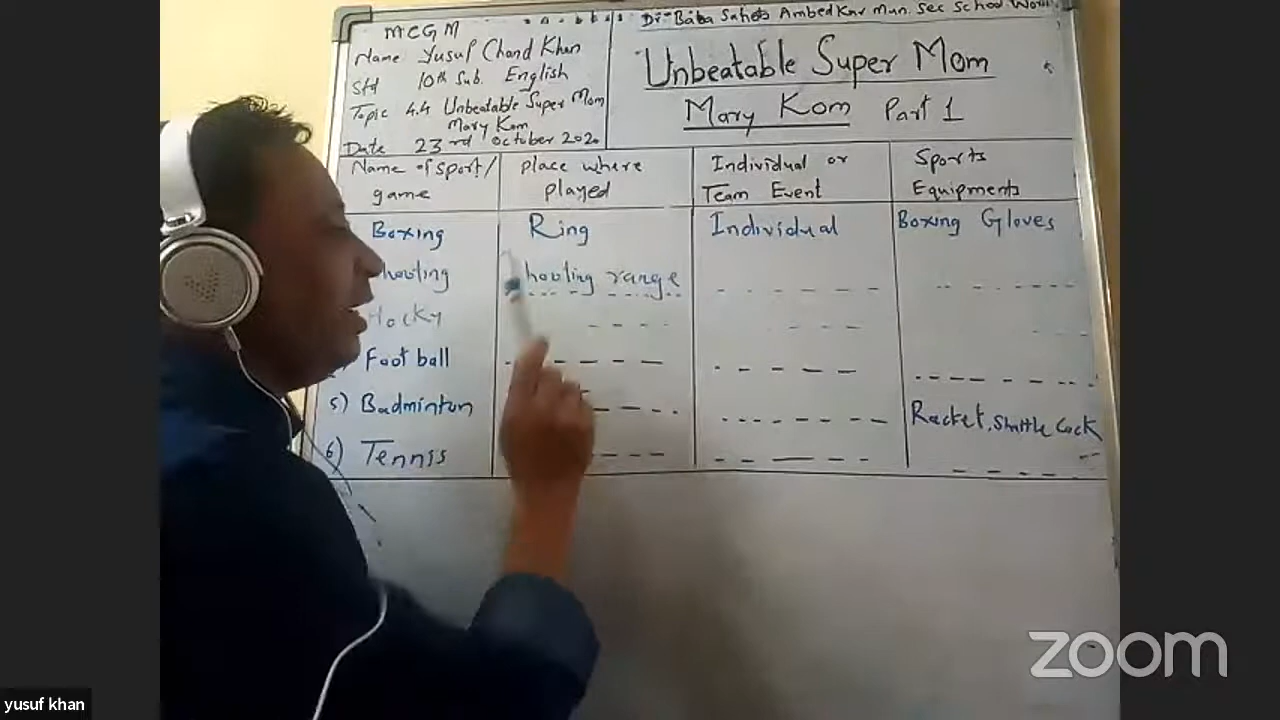 MCGM
Name Yusuf Chand Khan
Std 10th Sub. English
Topic 4.4 Unbeatable Super Mom
Mary Kom
Date 23rd October 2020
Dr Baba Saheb Ambedkar Mun. Sec School
Unbeatable Super Mom
Mary Kom Part 1
Name of sport/ game
Place where played
Individual or Team Event
Sports Equipments
Boxing Ring Individual Boxing Gloves
hooting hooting range
Hocky
Foot ball
5) Badminton Racket, Shuttle Cock
6) Tennis
zoom
yusuf khan